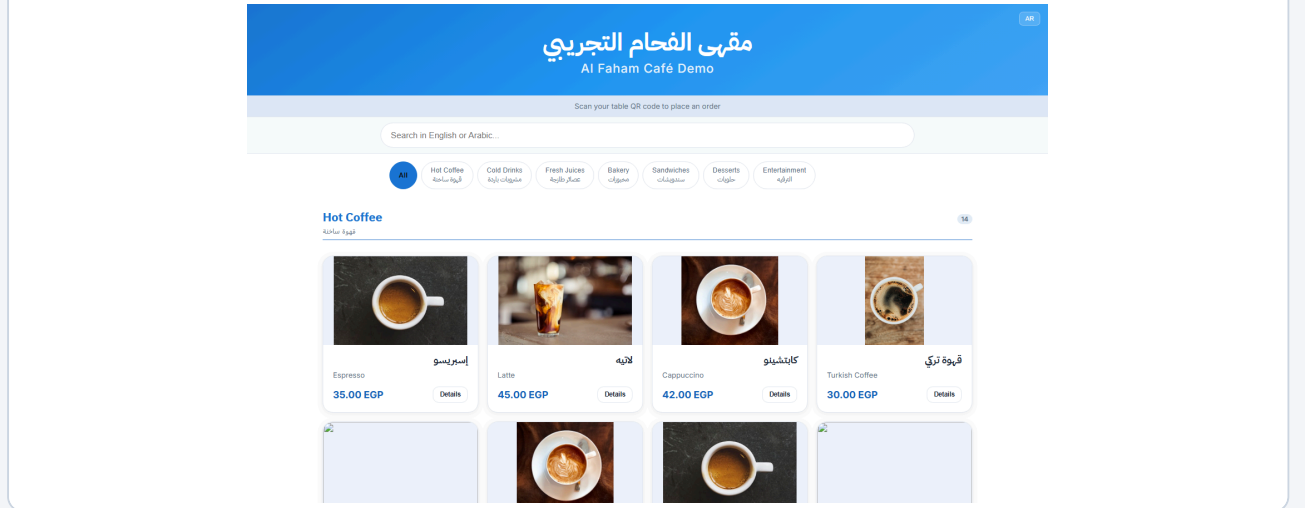 AR
مقهى الفحام التجريبي
Al Faham Café Demo
Scan your table QR code to place an order
Search in English or Arabic...
All
Hot Coffee
قهوة ساخنة
Cold Drinks
مشروبات باردة
Fresh Juices
عصائر طازجة
Bakery
مخبوزات
Sandwiches
سندويشات
Desserts
حلويات
Entertainment
الترفيه
Hot Coffee
14
قهوة ساخنة
إسبريسو
Espresso
35.00 EGP
Details
لاتيه
Latte
45.00 EGP
Details
كابتشينو
Cappuccino
42.00 EGP
Details
قهوة تركي
Turkish Coffee
30.00 EGP
Details